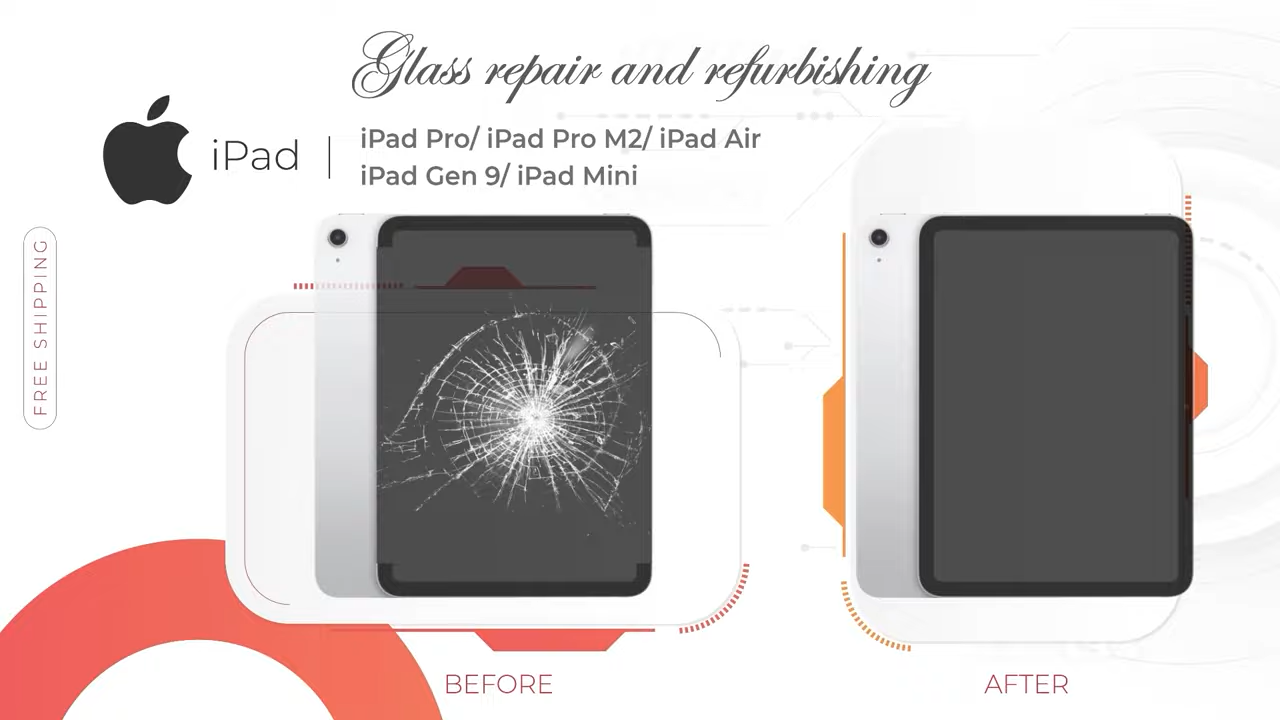 Glass repair and refurbishing
iPad
iPad Pro/ iPad Pro M2/ iPad Air
iPad Gen 9/ iPad Mini
FREE SHIPPING
BEFORE
AFTER